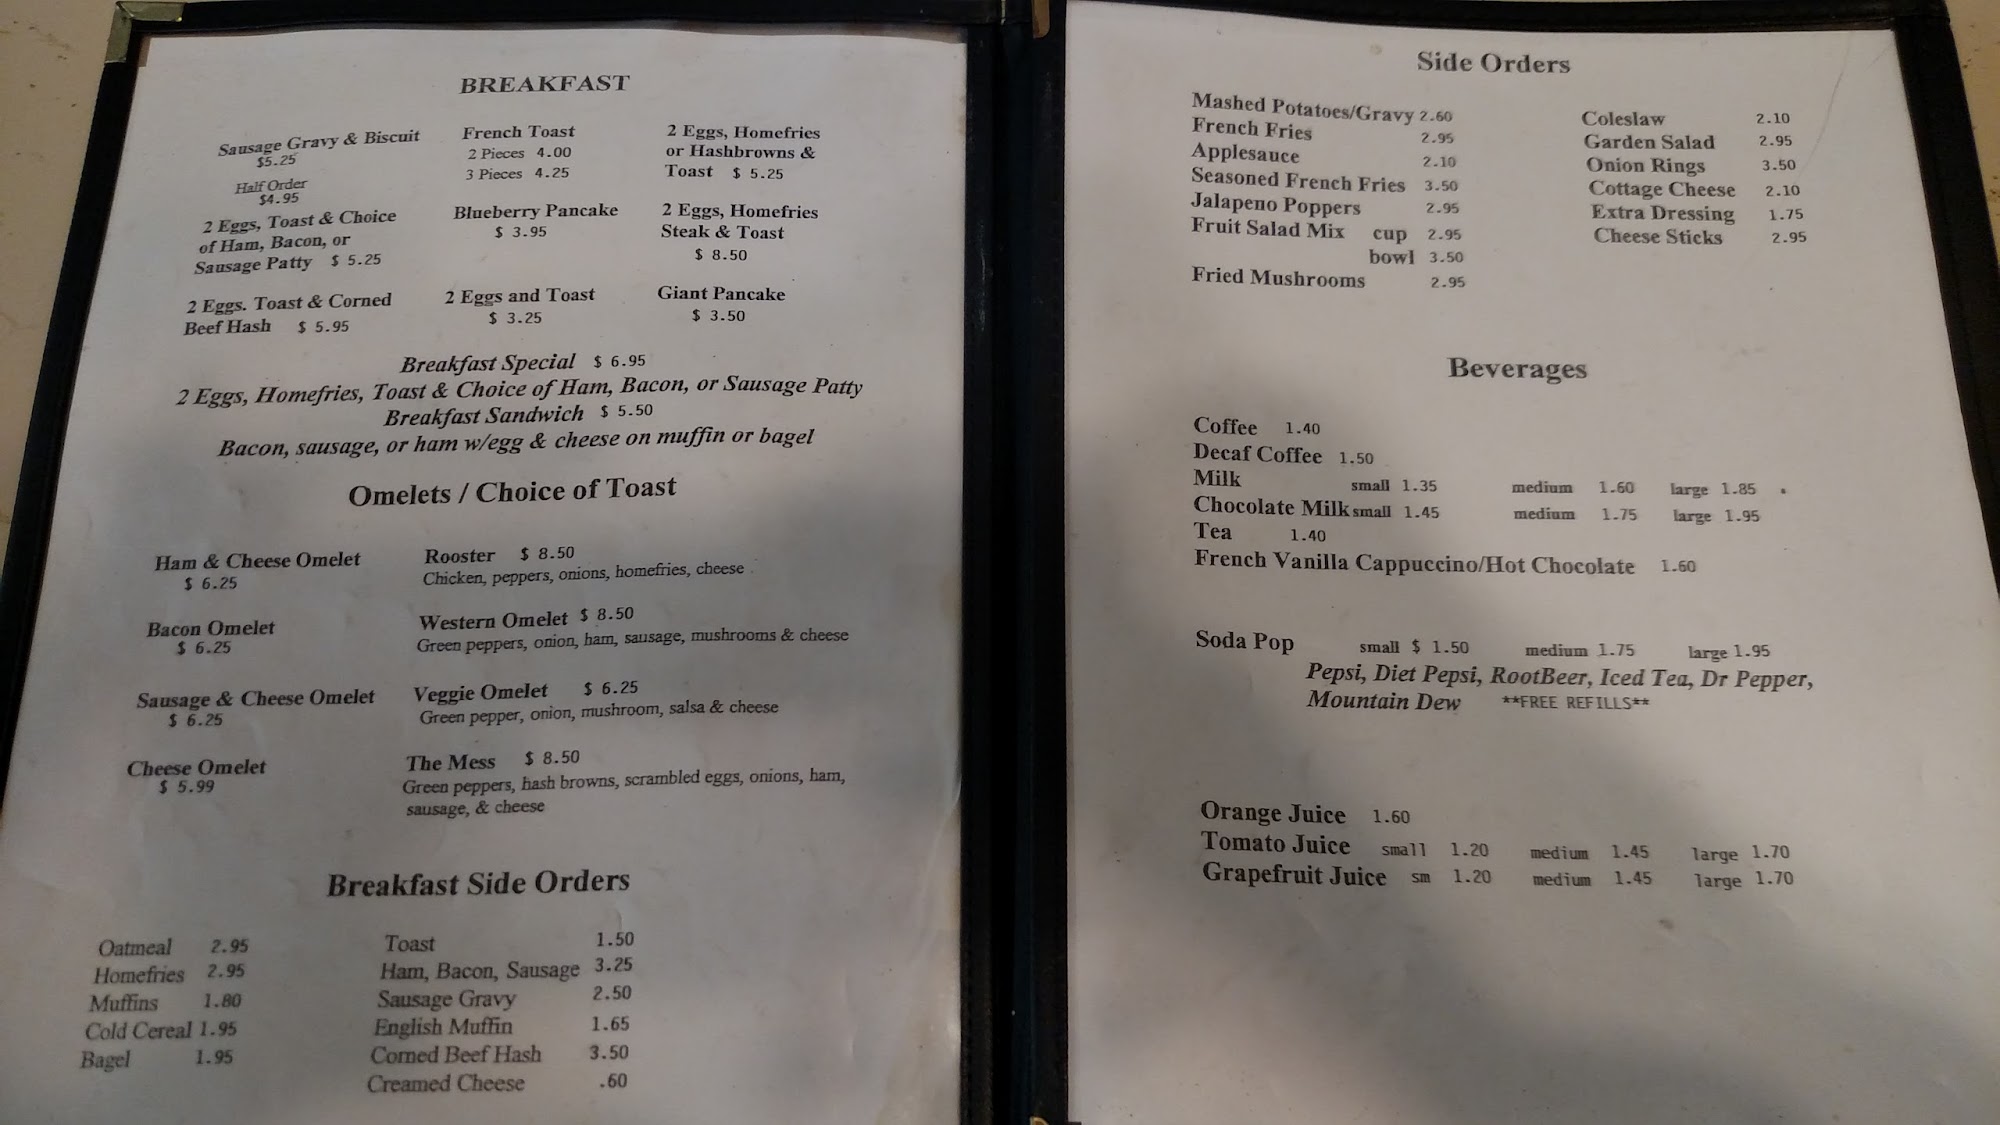 BREAKFAST
Sausage Gravy & Biscuit
$5.25
Half Order
$4.95
French Toast
2 Pieces 4.00
3 Pieces 4.25
2 Eggs, Homefries
or Hashbrowns &
Toast $ 5.25
2 Eggs, Toast & Choice
of Ham, Bacon, or
Sausage Patty $ 5.25
Blueberry Pancake
$ 3.95
2 Eggs, Homefries
Steak & Toast
$ 8.50
2 Eggs. Toast & Corned
Beef Hash $ 5.95
2 Eggs and Toast
$ 3.25
Giant Pancake
$ 3.50
Breakfast Special $ 6.95
2 Eggs, Homefries, Toast & Choice of Ham, Bacon, or Sausage Patty
Breakfast Sandwich $ 5.50
Bacon, sausage, or ham w/egg & cheese on muffin or bagel
Omelets / Choice of Toast
Ham & Cheese Omelet
$ 6.25
Rooster $ 8.50
Chicken, peppers, onions, homefries, cheese
Bacon Omelet
$ 6.25
Western Omelet $ 8.50
Green peppers, onion, ham, sausage, mushrooms & cheese
Sausage & Cheese Omelet
$ 6.25
Veggie Omelet $ 6.25
Green pepper, onion, mushroom, salsa & cheese
Cheese Omelet
$ 5.99
The Mess $ 8.50
Green peppers, hash browns, scrambled eggs, onions, ham,
sausage, & cheese
Breakfast Side Orders
Oatmeal 2.95
Homefries 2.95
Muffins 1.80
Cold Cereal 1.95
Bagel 1.95
Toast 1.50
Ham, Bacon, Sausage 3.25
Sausage Gravy 2.50
English Muffin 1.65
Corned Beef Hash 3.50
Creamed Cheese .60
Side Orders
Mashed Potatoes/Gravy 2.60
French Fries 2.95
Applesauce 2.10
Seasoned French Fries 3.50
Jalapeno Poppers 2.95
Fruit Salad Mix cup 2.95
bowl 3.50
Fried Mushrooms 2.95
Coleslaw 2.10
Garden Salad 2.95
Onion Rings 3.50
Cottage Cheese 2.10
Extra Dressing 1.75
Cheese Sticks 2.95
Beverages
Coffee 1.40
Decaf Coffee 1.50
Milk small 1.35 medium 1.60 large 1.85
Chocolate Milk small 1.45 medium 1.75 large 1.95
Tea 1.40
French Vanilla Cappuccino/Hot Chocolate 1.60
Soda Pop small $ 1.50 medium 1.75 large 1.95
Pepsi, Diet Pepsi, RootBeer, Iced Tea, Dr Pepper,
Mountain Dew **FREE REFILLS**
Orange Juice 1.60
Tomato Juice small 1.20 medium 1.45 large 1.70
Grapefruit Juice sm 1.20 medium 1.45 large 1.70